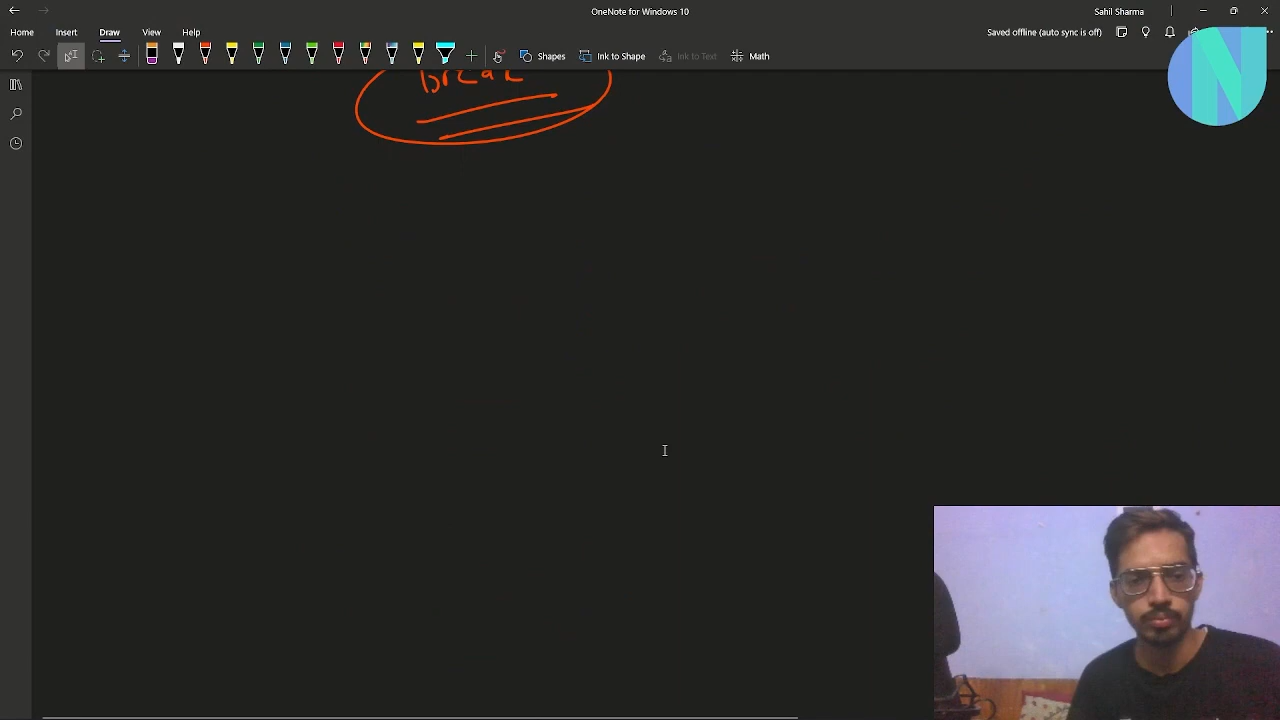 OneNote for Windows 10
Sahil Sharma
Home Insert Draw View Help
Saved offline (auto sync is off)
Shapes Ink to Shape Ink to Text Math
break
N